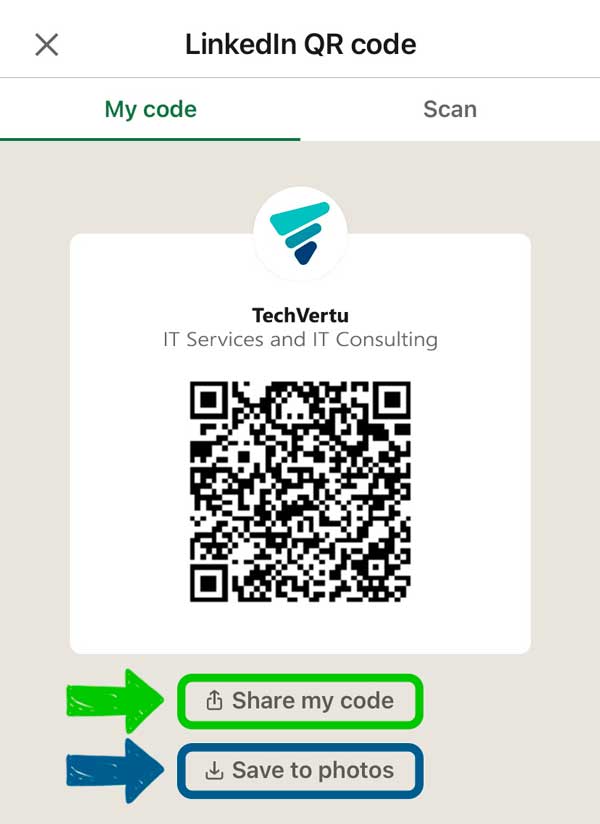 LinkedIn QR code
My code
Scan
TechVertu
IT Services and IT Consulting
Share my code
Save to photos